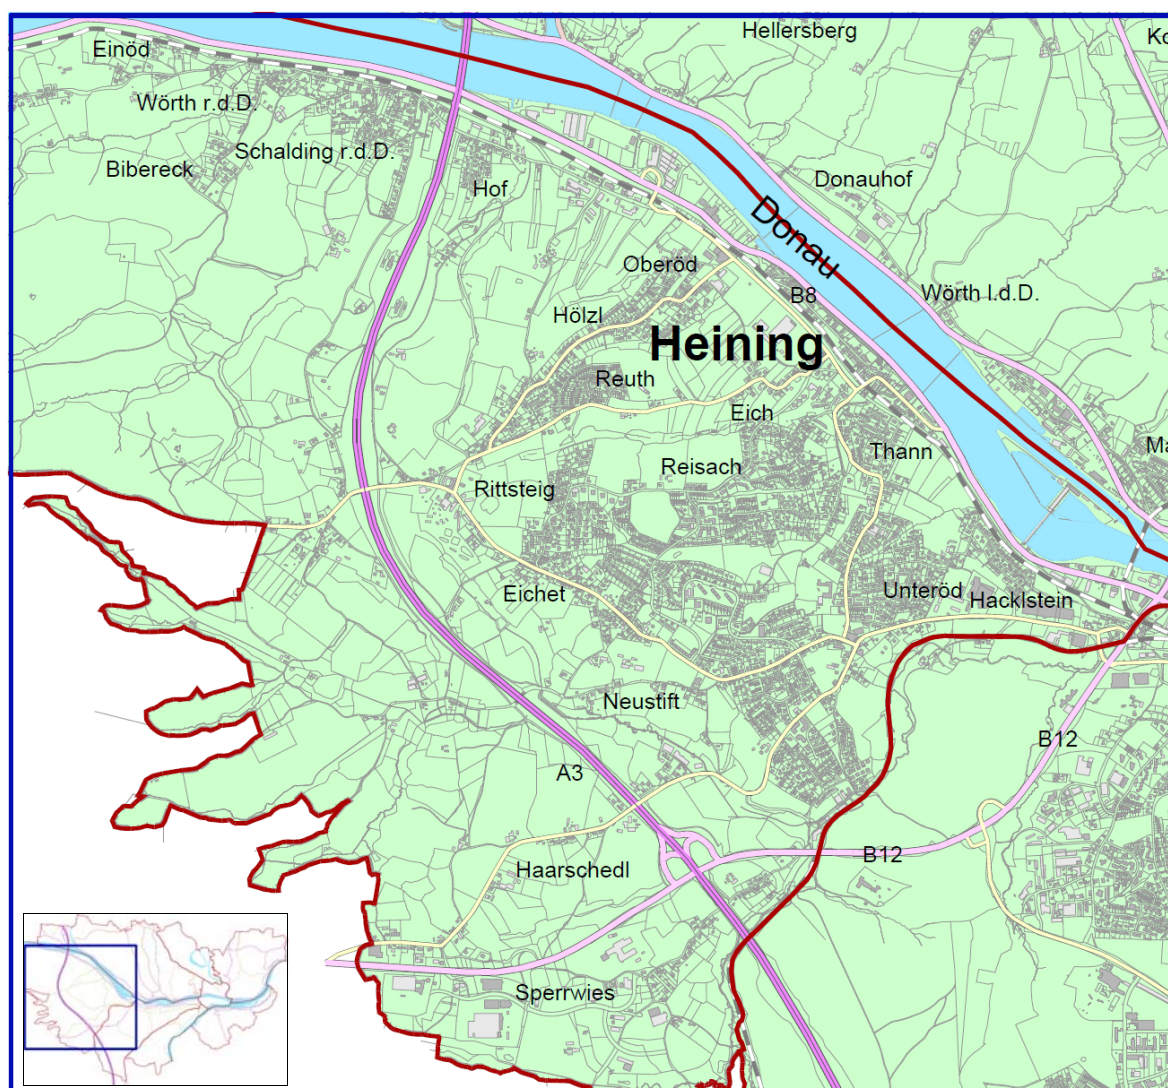 Hellersberg
Ko
Einöd
Wörth r.d.D.
Schalding r.d.D.
Bibereck
Hof
Donauhof
Donau
Oberöd
B8
Wörth l.d.D.
Hölzl
Heining
Reuth
Eich
Thann
Ma
Reisach
Rittsteig
Eichet
Unteröd
Hacklstein
Neustift
B12
A3
B12
Haarschedl
Sperrwies